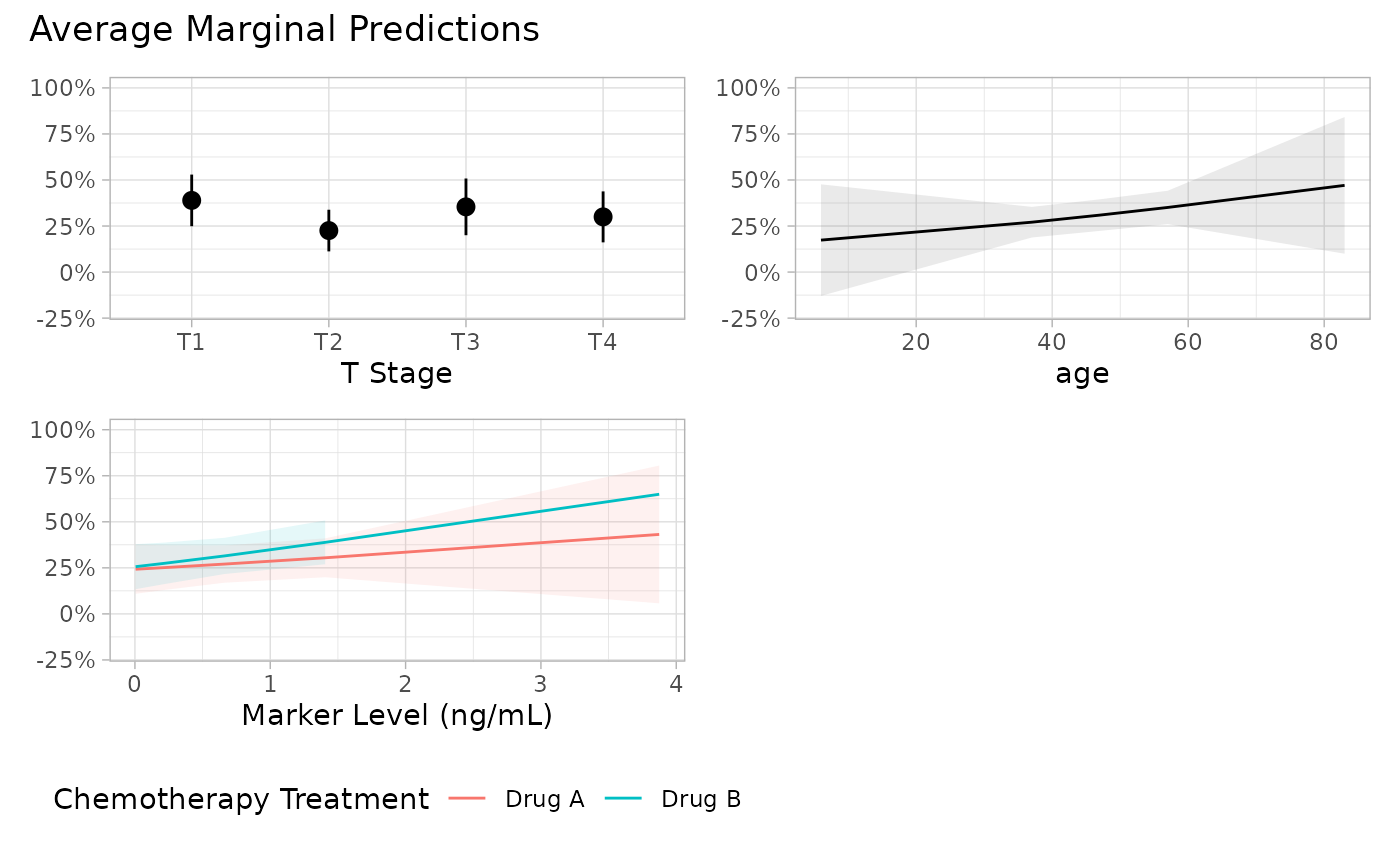 Average Marginal Predictions
100%
75%
50%
25%
0%
-25%
T1 T2 T3 T4
T Stage
100%
75%
50%
25%
0%
-25%
20 40 60 80
age
100%
75%
50%
25%
0%
-25%
0 1 2 3 4
Marker Level (ng/mL)
Chemotherapy Treatment Drug A Drug B